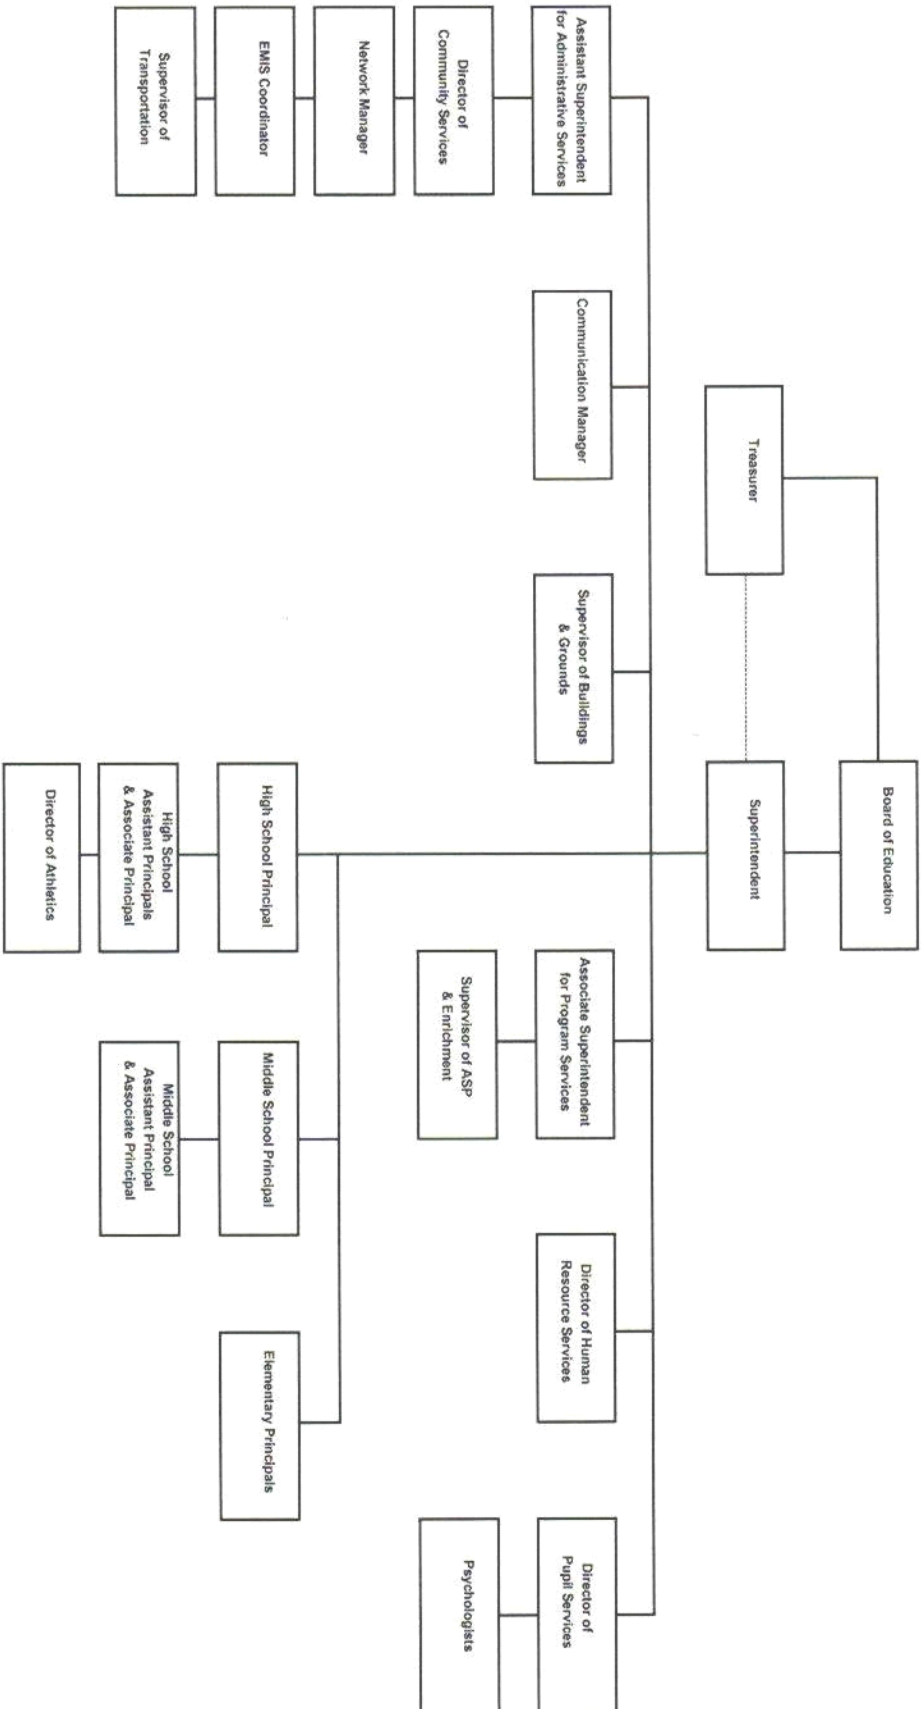 Board of Education
Treasurer
Superintendent
Assistant Superintendent
for Administrative Services
Communication Manager
Supervisor of Buildings
& Grounds
Associate Superintendent
for Program Services
Director of Human
Resource Services
Director of
Pupil Services
Director of
Community Services
Supervisor of ASP
& Enrichment
Psychologists
Network Manager
EMIS Coordinator
Supervisor of
Transportation
High School Principal
Middle School Principal
Elementary Principals
High School
Assistant Principals
& Associate Principal
Middle School
Assistant Principal
& Associate Principal
Director of Athletics